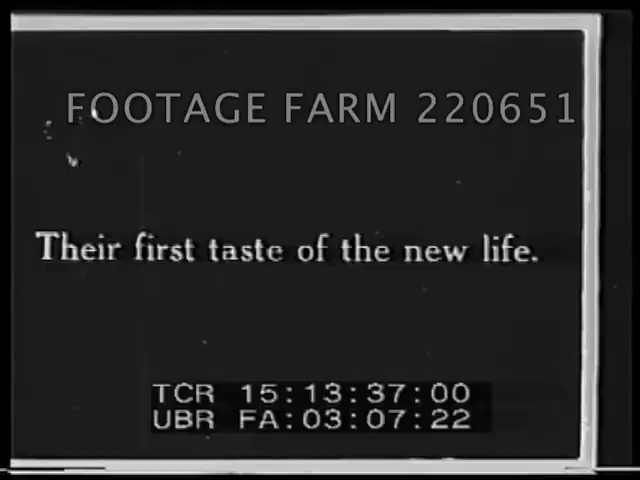 FOOTAGE FARM 220651
Their first taste of the new life.
TCR 15:13:37:00
UBR FA:03:07:22